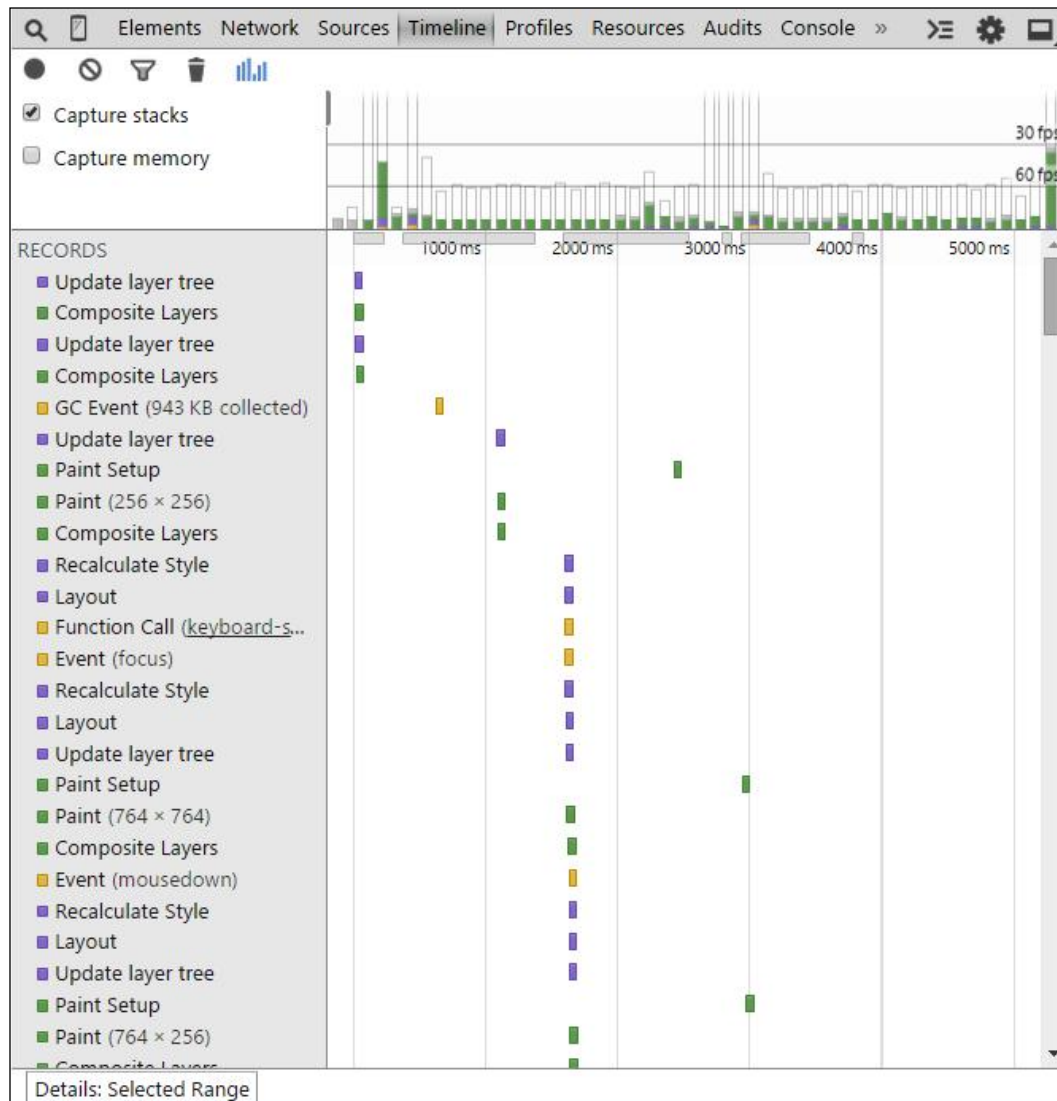 Elements Network Sources Timeline Profiles Resources Audits Console »
Capture stacks
30 fps
Capture memory
60 fps
RECORDS 1000 ms 2000 ms 3000 ms 4000 ms 5000 ms
Update layer tree
Composite Layers
Update layer tree
Composite Layers
GC Event (943 KB collected)
Update layer tree
Paint Setup
Paint (256 × 256)
Composite Layers
Recalculate Style
Layout
Function Call (keyboard-s...
Event (focus)
Recalculate Style
Layout
Update layer tree
Paint Setup
Paint (764 × 764)
Composite Layers
Event (mousedown)
Recalculate Style
Layout
Update layer tree
Paint Setup
Paint (764 × 256)
Composite Layers
Details: Selected Range